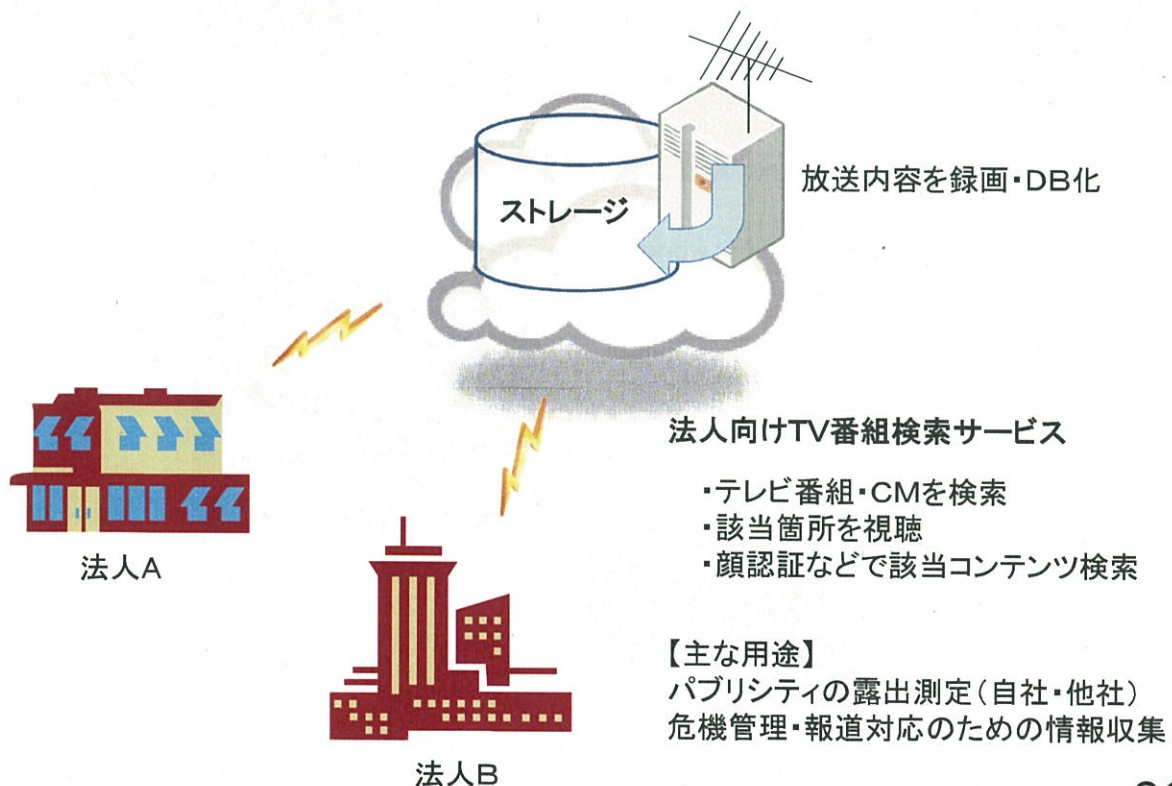 放送内容を録画・DB化
ストレージ
法人向けTV番組検索サービス
・テレビ番組・CMを検索
・該当箇所を視聴
・顔認証などで該当コンテンツ検索
法人A
【主な用途】
パブリシティの露出測定(自社・他社)
危機管理・報道対応のための情報収集
法人B